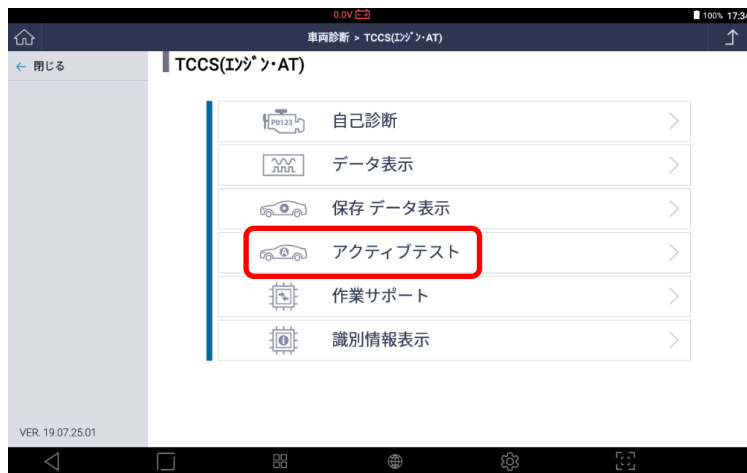 0.0V
100% 17:34
車両診断 > TCCS(ｴﾝｼﾞﾝ･AT)
← 閉じる
TCCS(ｴﾝｼﾞﾝ･AT)
P0123
自己診断
データ表示
保存 データ表示
A
アクティブテスト
作業サポート
識別情報表示
VER. 19.07.25.01